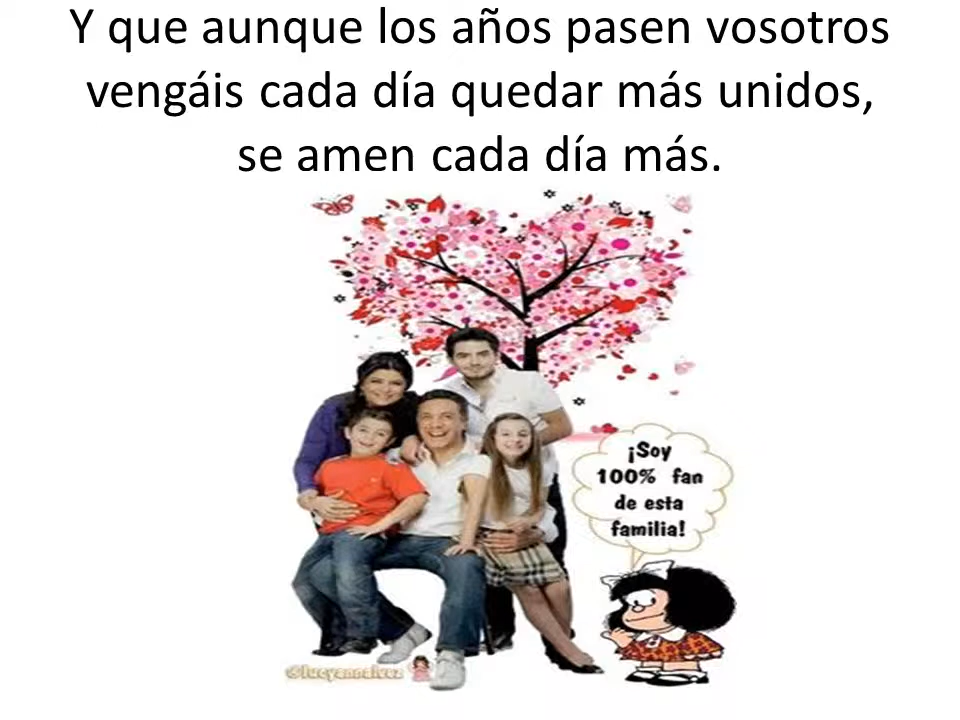 Y que aunque los años pasen vosotros
vengáis cada día quedar más unidos,
se amen cada día más.
¡Soy
100% fan
de esta
familia!
@lucyannalvez